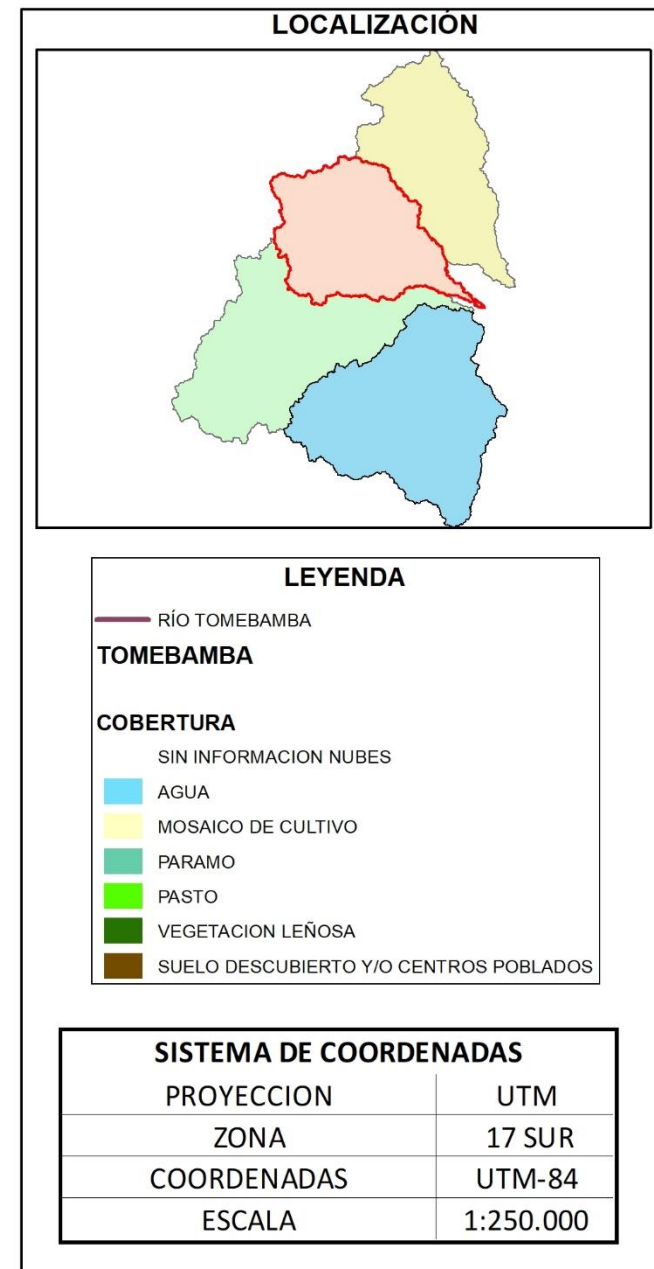 LOCALIZACIÓN
LEYENDA
RÍO TOMEBAMBA
TOMEBAMBA
COBERTURA
SIN INFORMACION NUBES
AGUA
MOSAICO DE CULTIVO
PARAMO
PASTO
VEGETACION LEÑOSA
SUELO DESCUBIERTO Y/O CENTROS POBLADOS
SISTEMA DE COORDENADAS
PROYECCION UTM
ZONA 17 SUR
COORDENADAS UTM-84
ESCALA 1:250.000